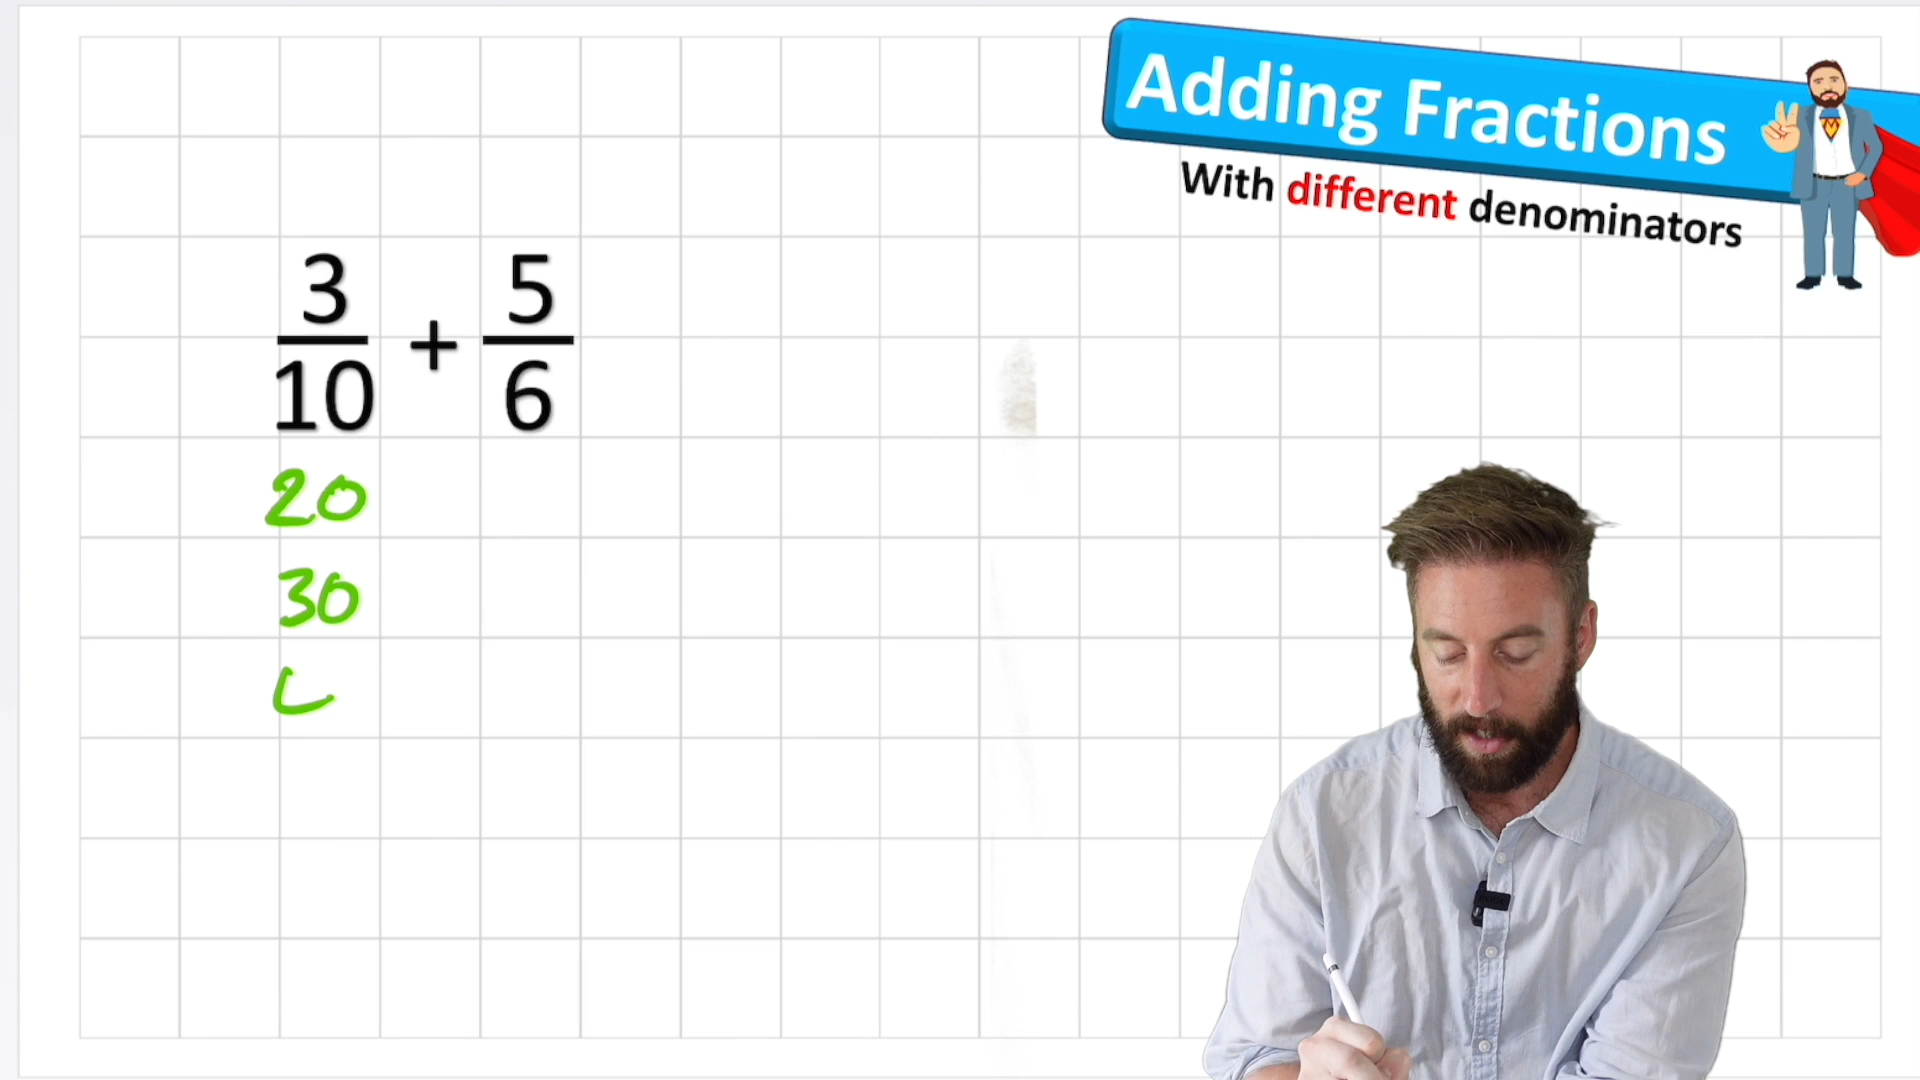 Adding Fractions
With different denominators
3/10 + 5/6
20
30